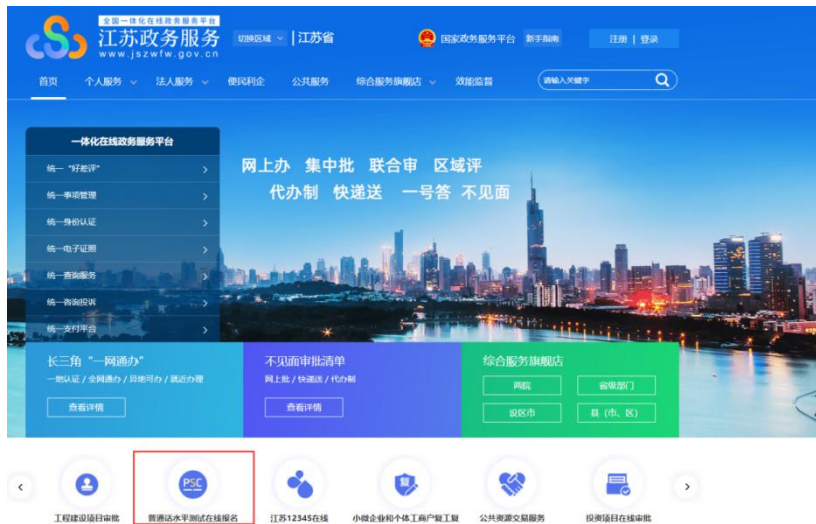 全国一体化在线政务服务平台
江苏政务服务
www.jszwfw.gov.cn
切换区域
江苏省
国家政务服务平台
新手指南
注册 | 登录
首页
个人服务
法人服务
便民利企
公共服务
综合服务旗舰店
效能监督
请输入关键字
一体化在线政务服务平台
统一 “好差评”
统一事项管理
统一身份认证
统一电子证照
统一查询服务
统一咨询投诉
统一支付平台
网上办 集中批 联合审 区域评
代办制 快递送 一号答 不见面
长三角 “一网通办”
一地认证 / 全网通办 / 异地可办 / 就近办理
查看详情
不见面审批清单
网上批 / 快递送 / 代办制
查看详情
综合服务旗舰店
两院
省级部门
设区市
县 (市、区)
PSC
复
工程建设项目审批
普通话水平测试在线报名
江苏12345在线
小微企业和个体工商户复工复
公共资源交易服务
投资项目在线审批